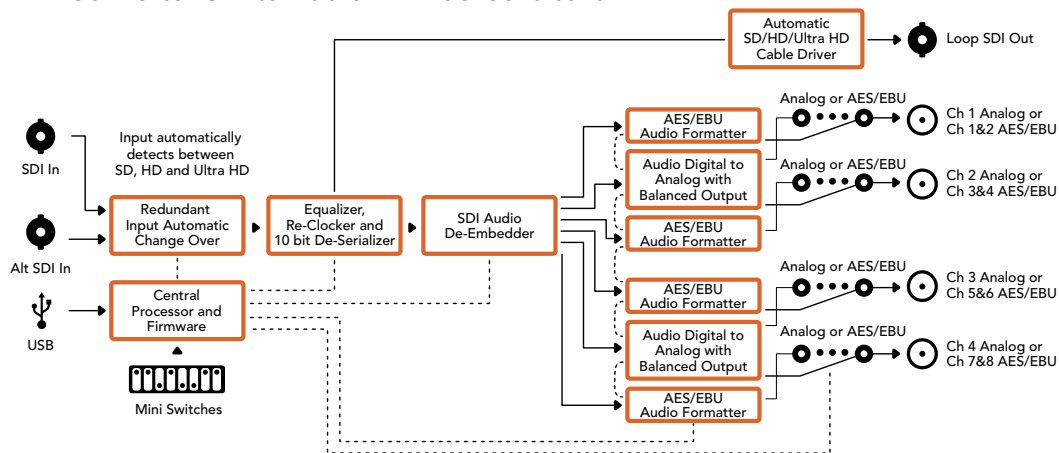 Automatic
SD/HD/Ultra HD
Cable Driver
Loop SDI Out
SDI In
Input automatically
detects between
SD, HD and Ultra HD
Alt SDI In
Redundant
Input Automatic
Change Over
Equalizer,
Re-Clocker and
10 bit De-Serializer
SDI Audio
De-Embedder
USB
Central
Processor and
Firmware
Mini Switches
AES/EBU
Audio Formatter
Audio Digital to
Analog with
Balanced Output
AES/EBU
Audio Formatter
AES/EBU
Audio Formatter
Audio Digital to
Analog with
Balanced Output
AES/EBU
Audio Formatter
Analog or AES/EBU
Ch 1 Analog or
Ch 1&2 AES/EBU
Analog or AES/EBU
Ch 2 Analog or
Ch 3&4 AES/EBU
Analog or AES/EBU
Ch 3 Analog or
Ch 5&6 AES/EBU
Analog or AES/EBU
Ch 4 Analog or
Ch 7&8 AES/EBU